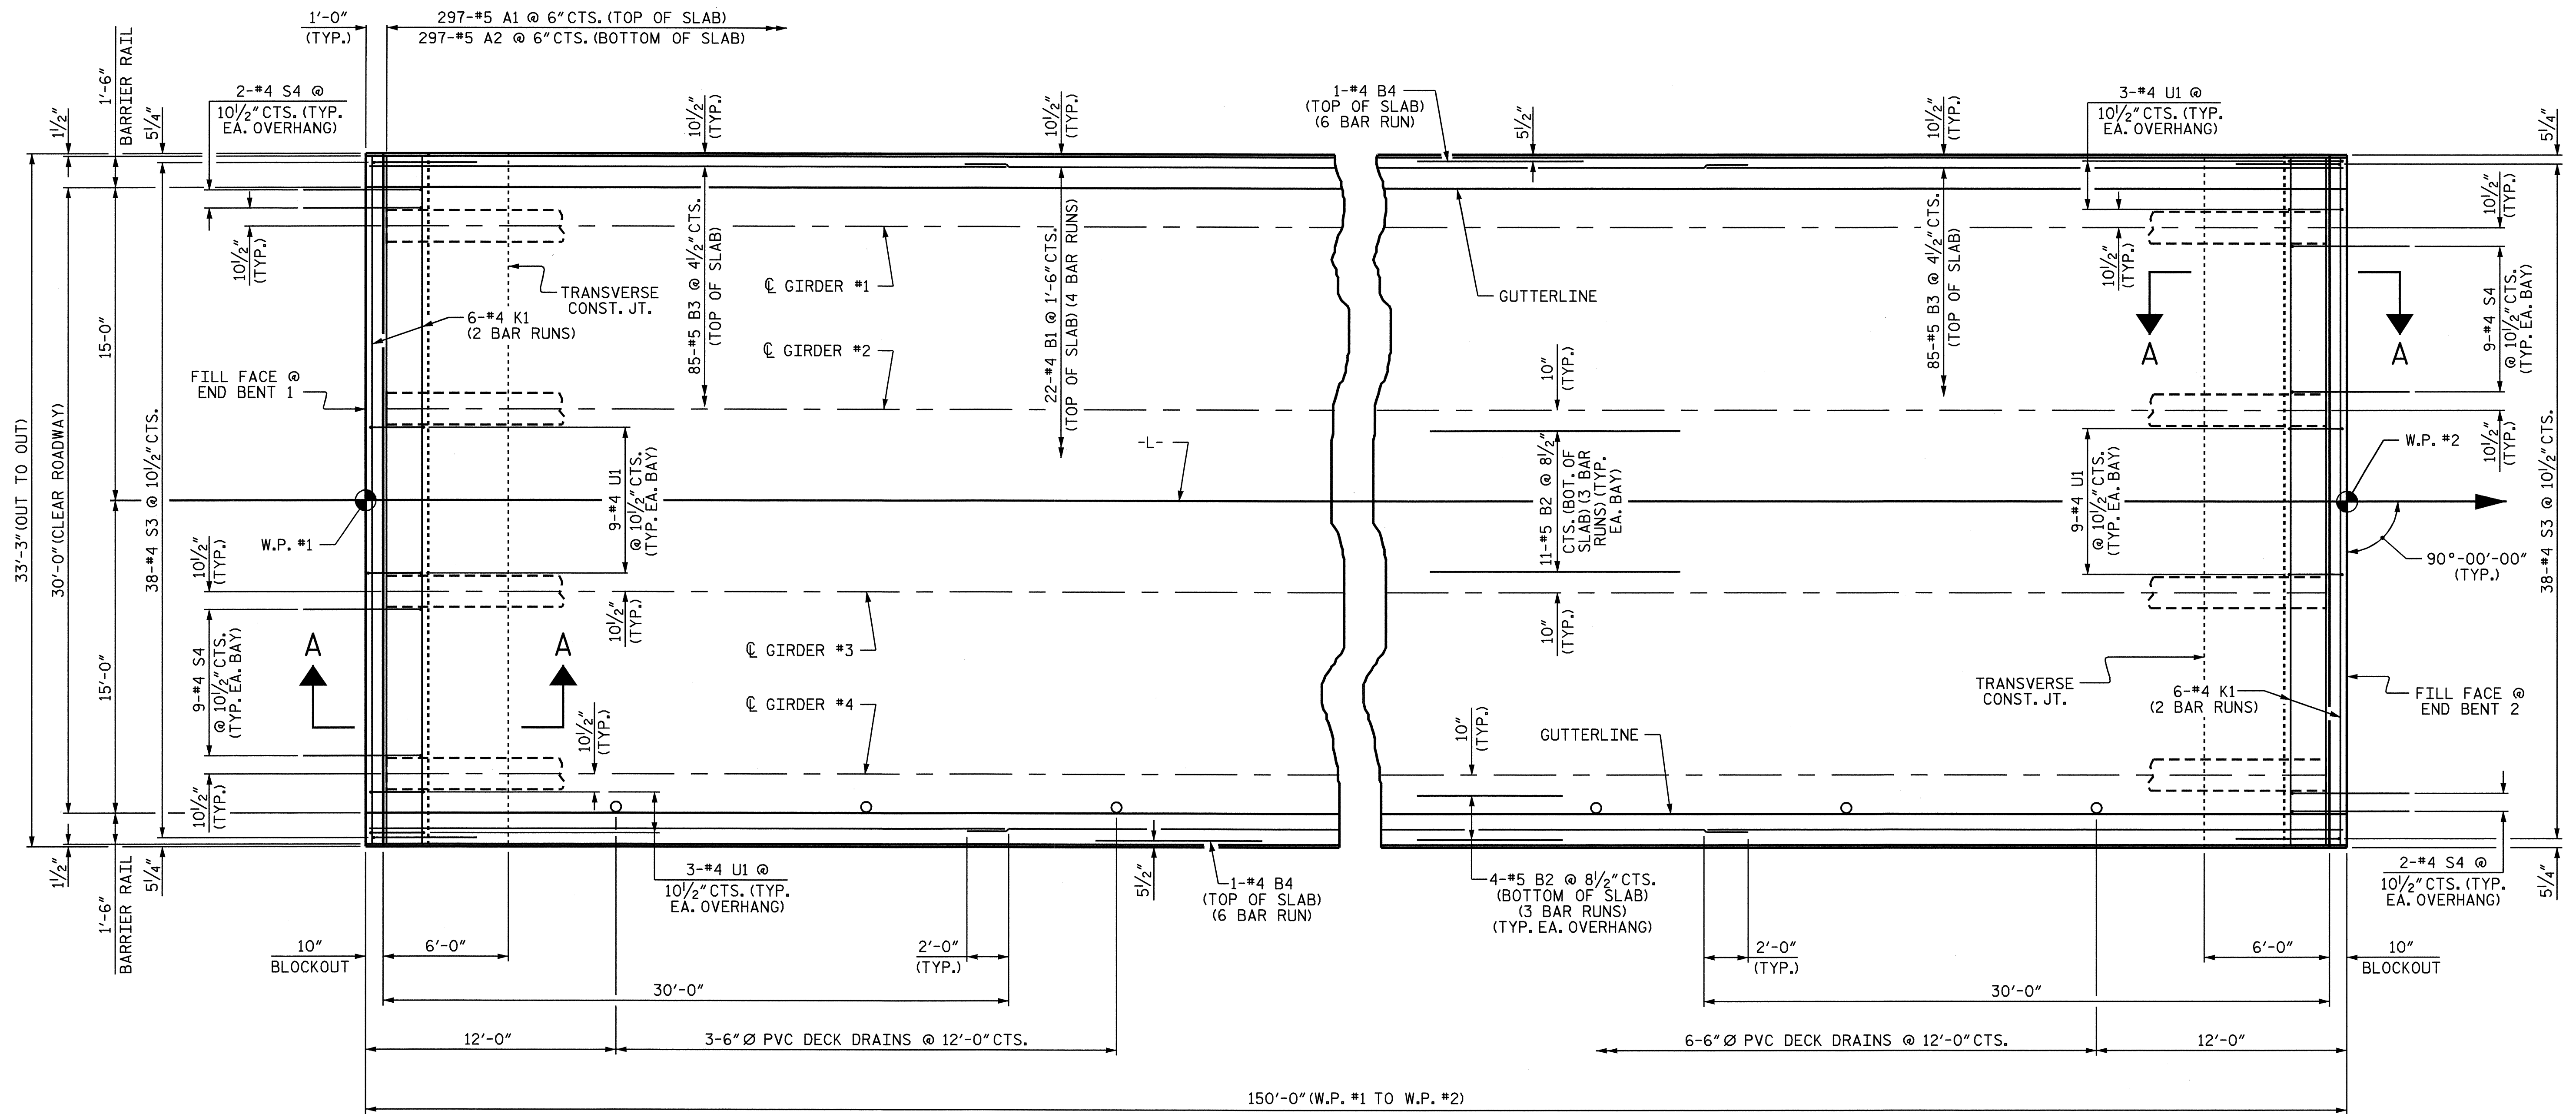 1'-0"
(TYP.)
297-#5 A1 @ 6" CTS. (TOP OF SLAB)
297-#5 A2 @ 6" CTS. (BOTTOM OF SLAB)
1'-6"
BARRIER RAIL
1½"
5¼"
2-#4 S4 @
10½" CTS. (TYP.
EA. OVERHANG)
10½"
(TYP.)
10½"
(TYP.)
1-#4 B4
(TOP OF SLAB)
(6 BAR RUN)
5½"
10½"
(TYP.)
3-#4 U1 @
10½" CTS. (TYP.
EA. OVERHANG)
5¼"
33'-3" (OUT TO OUT)
30'-0" (CLEAR ROADWAY)
15-0"
15'-0"
38-#4 S3 @ 10½" CTS.
10½"
(TYP.)
FILL FACE @
END BENT 1
W.P. #1
TRANSVERSE
CONST. JT.
6-#4 K1
(2 BAR RUNS)
85-#5 B3 @ 4½" CTS.
(TOP OF SLAB)
℄ GIRDER #1
℄ GIRDER #2
22-#4 B1 @ 1'-6" CTS.
(TOP OF SLAB) (4 BAR RUNS)
GUTTERLINE
-L-
9-#4 U1
@ 10½" CTS.
(TYP. EA. BAY)
10½"
(TYP.)
10½"
(TYP.)
9-#4 S4
@ 10½" CTS.
(TYP. EA. BAY)
10½"
(TYP.)
A
A
10½"
(TYP.)
℄ GIRDER #3
℄ GIRDER #4
10"
(TYP.)
11-#5 B2 @ 8½"
CTS. (BOT. OF
SLAB) (3 BAR
RUNS) (TYP.
EA. BAY)
10"
(TYP.)
85-#5 B3 @ 4½" CTS.
(TOP OF SLAB)
10½"
(TYP.)
A
A
10½"
(TYP.)
9-#4 S4
@ 10½" CTS.
(TYP. EA. BAY)
10½"
(TYP.)
38-#4 S3 @ 10½" CTS.
9-#4 U1
@ 10½" CTS.
(TYP. EA. BAY)
W.P. #2
90°-00'-00"
(TYP.)
TRANSVERSE
CONST. JT.
6-#4 K1
(2 BAR RUNS)
FILL FACE @
END BENT 2
GUTTERLINE
10"
(TYP.)
1½"
1'-6"
BARRIER RAIL
5¼"
3-#4 U1 @
10½" CTS. (TYP.
EA. OVERHANG)
5½"
1-#4 B4
(TOP OF SLAB)
(6 BAR RUN)
4-#5 B2 @ 8½" CTS.
(BOTTOM OF SLAB)
(3 BAR RUNS)
(TYP. EA. OVERHANG)
2-#4 S4 @
10½" CTS. (TYP.
EA. OVERHANG)
5¼"
10"
BLOCKOUT
6'-0"
2'-0"
(TYP.)
2'-0"
(TYP.)
6'-0"
10"
BLOCKOUT
30'-0"
30'-0"
12'-0"
3-6" Ø PVC DECK DRAINS @ 12'-0" CTS.
6-6" Ø PVC DECK DRAINS @ 12'-0" CTS.
12'-0"
150'-0" (W.P. #1 TO W.P. #2)